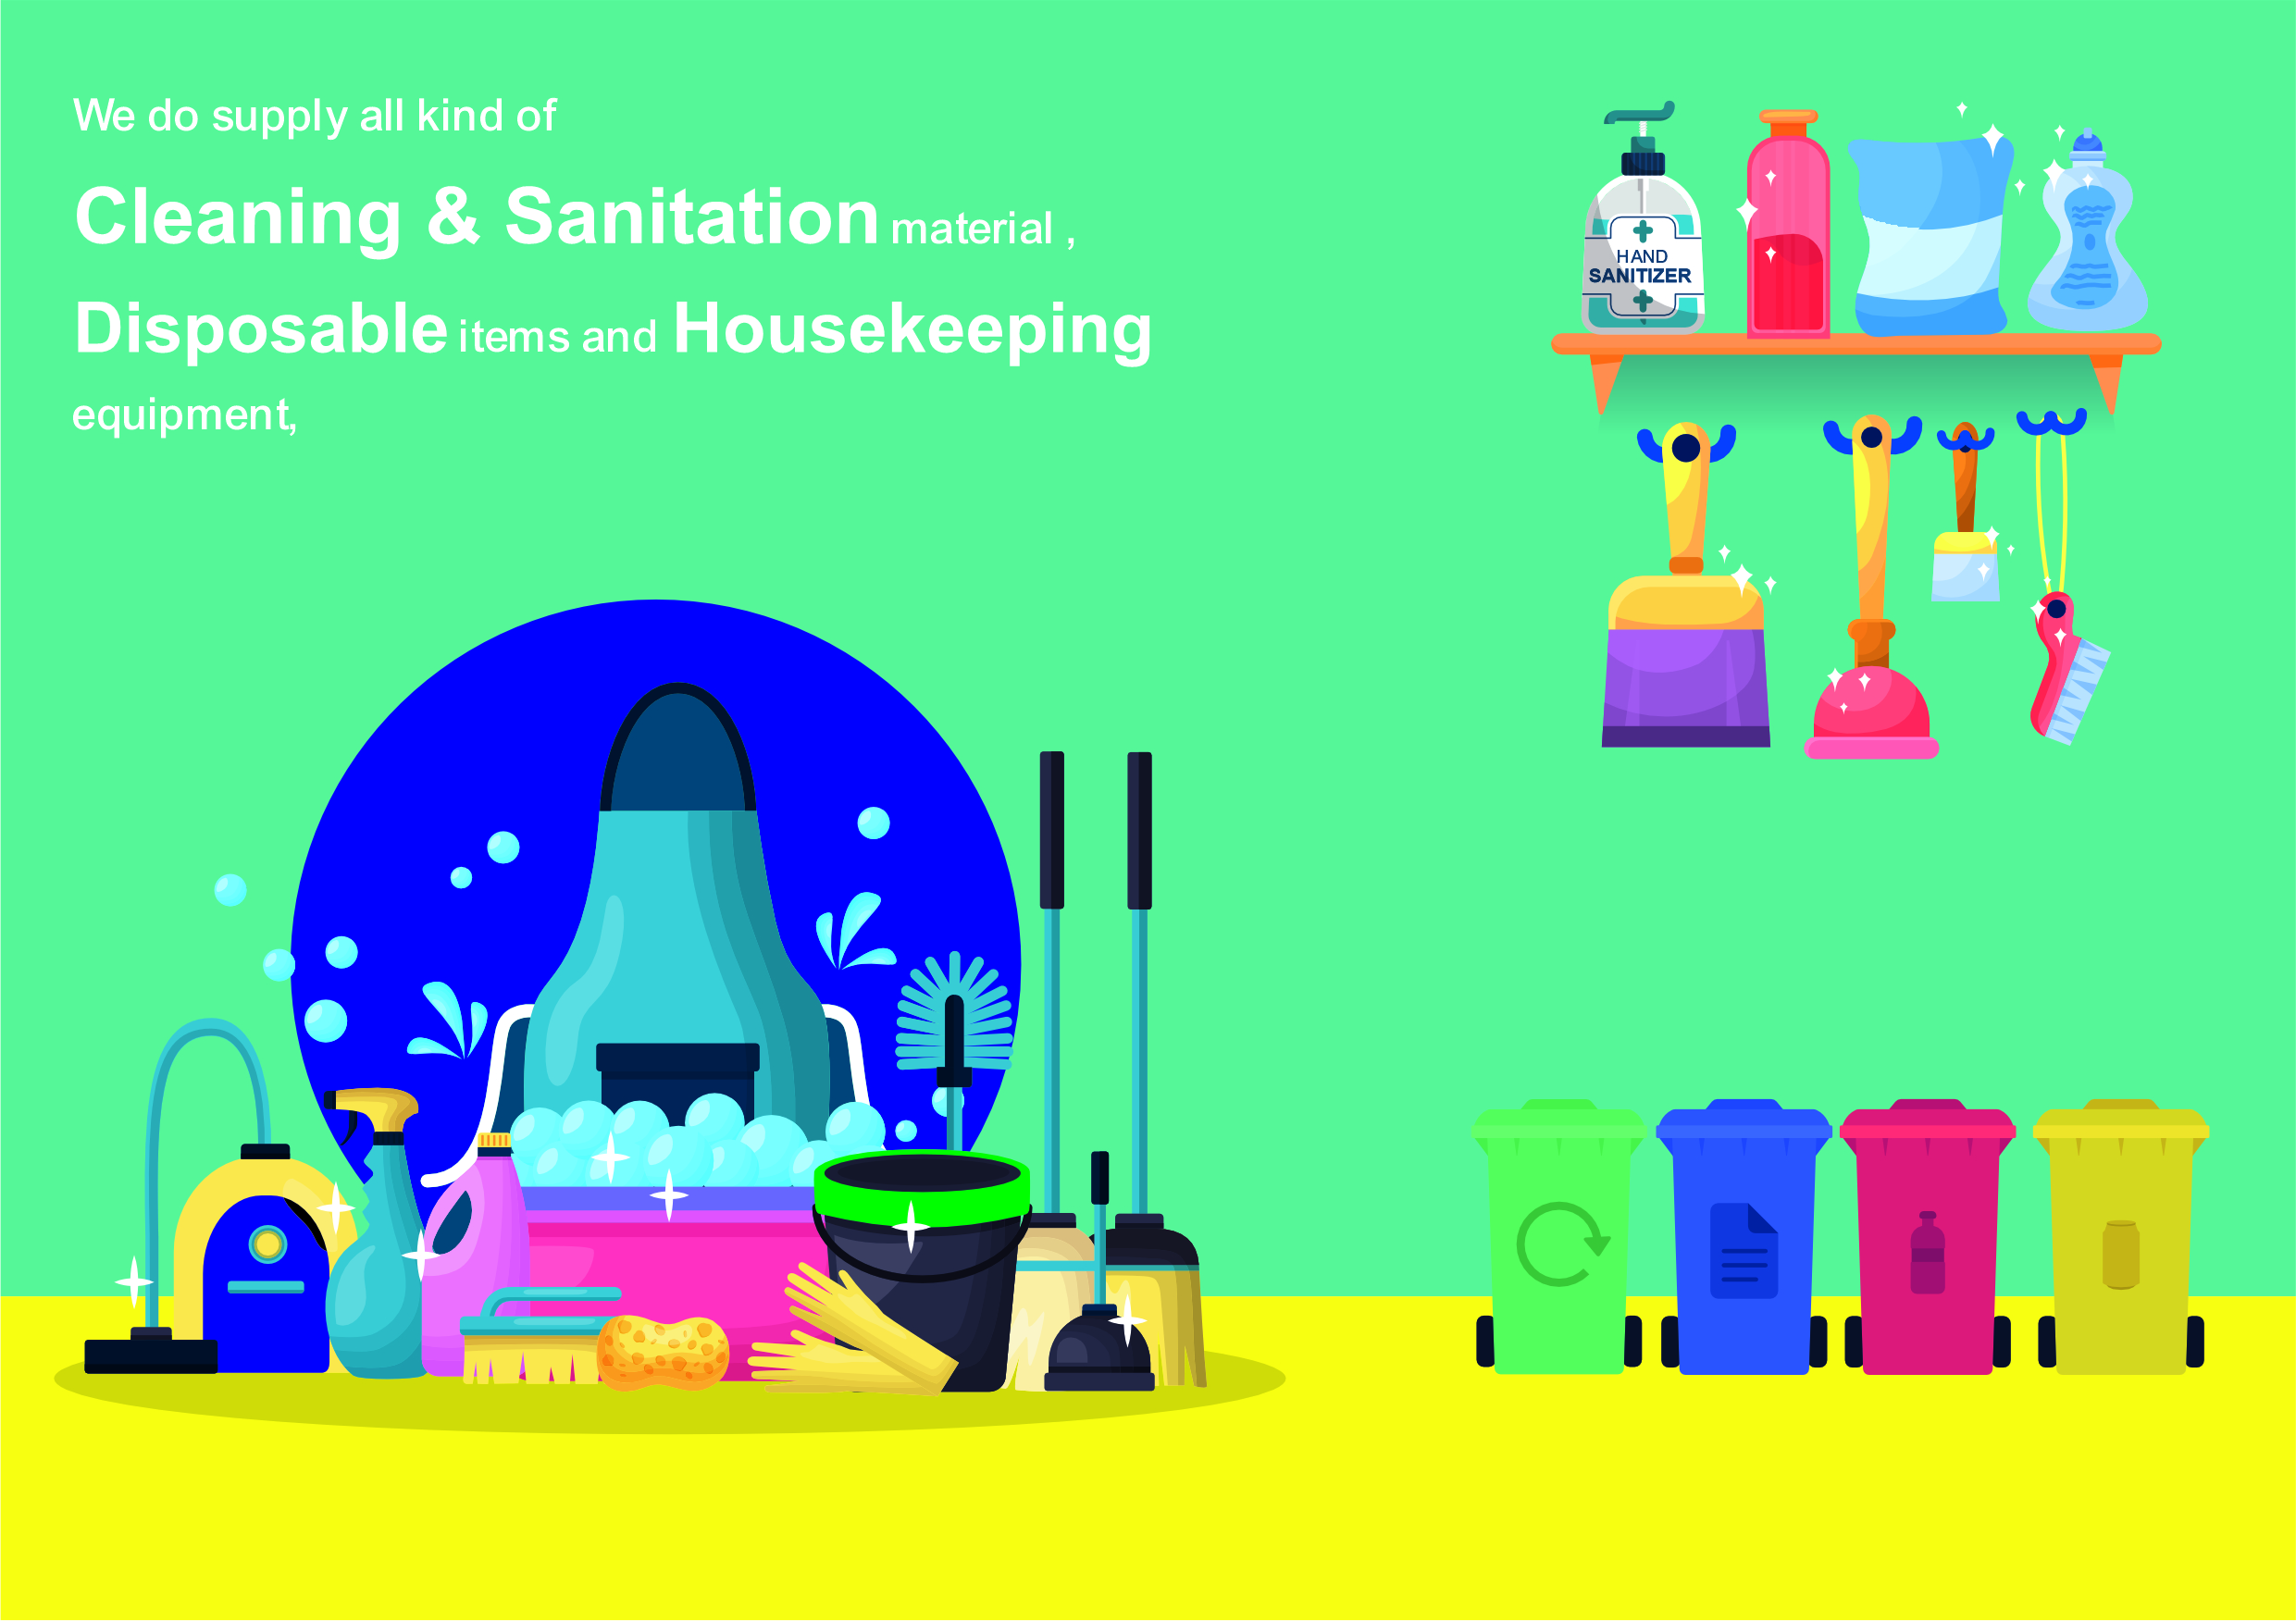 We do supply all kind of
Cleaning & Sanitation material ,
Disposable items and Housekeeping
equipment,
HAND
SANITIZER